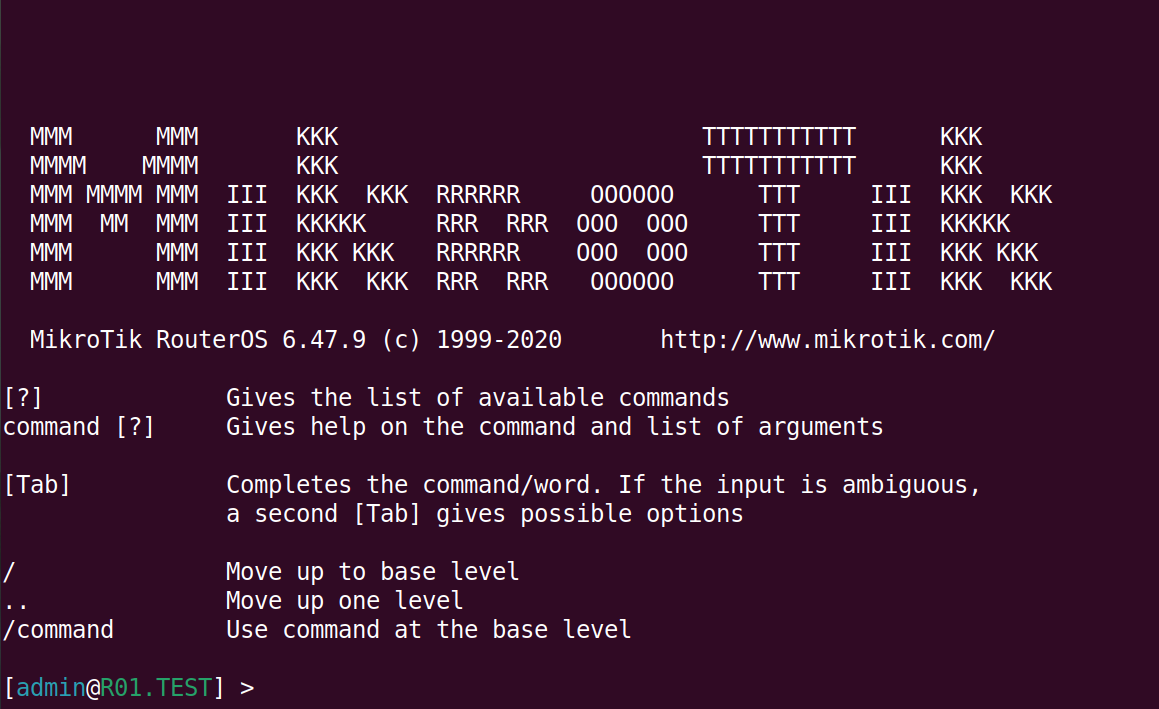 MMM      MMM       KKK                          TTTTTTTTTTT      KKK
  MMMM    MMMM       KKK                          TTTTTTTTTTT      KKK
  MMM MMMM MMM  III  KKK  KKK  RRRRRR     OOOOOO      TTT     III  KKK  KKK
  MMM  MM  MMM  III  KKKKK     RRR  RRR  OOO  OOO     TTT     III  KKKKK
  MMM      MMM  III  KKK KKK   RRRRRR    OOO  OOO     TTT     III  KKK KKK
  MMM      MMM  III  KKK  KKK  RRR  RRR   OOOOOO      TTT     III  KKK  KKK

  MikroTik RouterOS 6.47.9 (c) 1999-2020       http://www.mikrotik.com/

[?]             Gives the list of available commands
command [?]     Gives help on the command and list of arguments

[Tab]           Completes the command/word. If the input is ambiguous,
                a second [Tab] gives possible options

/               Move up to base level
..              Move up one level
/command        Use command at the base level

[admin@R01.TEST] >